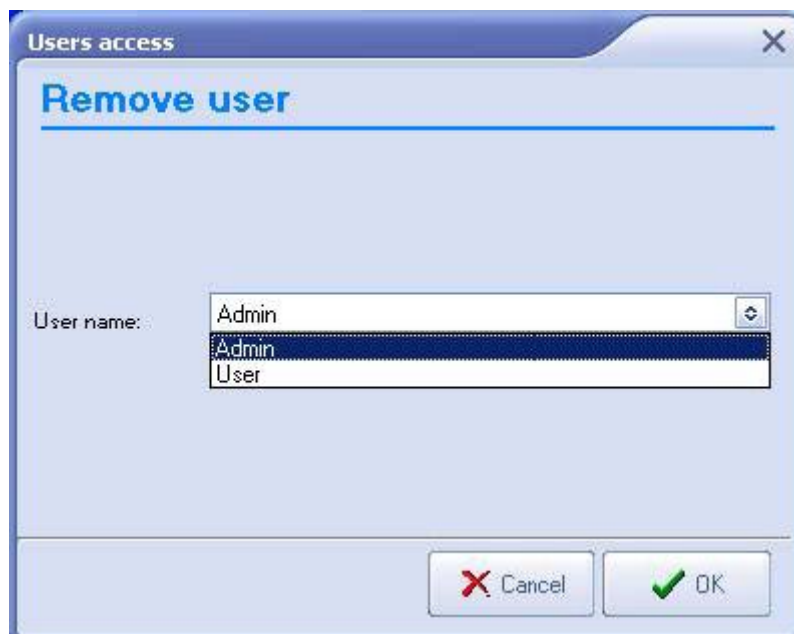 Users access
Remove user
User name:
Admin
Admin
User
Cancel
OK